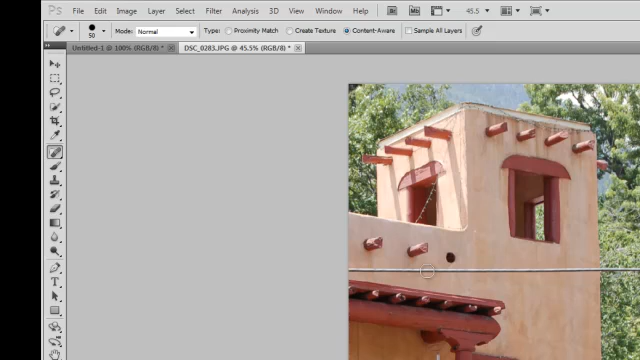 Ps File Edit Image Layer Select Filter Analysis 3D View Window Help Br Mb 45.5
50 Mode: Normal Type: Proximity Match Create Texture Content-Aware Sample All Layers
Untitled-1 @ 100% (RGB/8) * DSC_0283.JPG @ 45.5% (RGB/8*) *
T